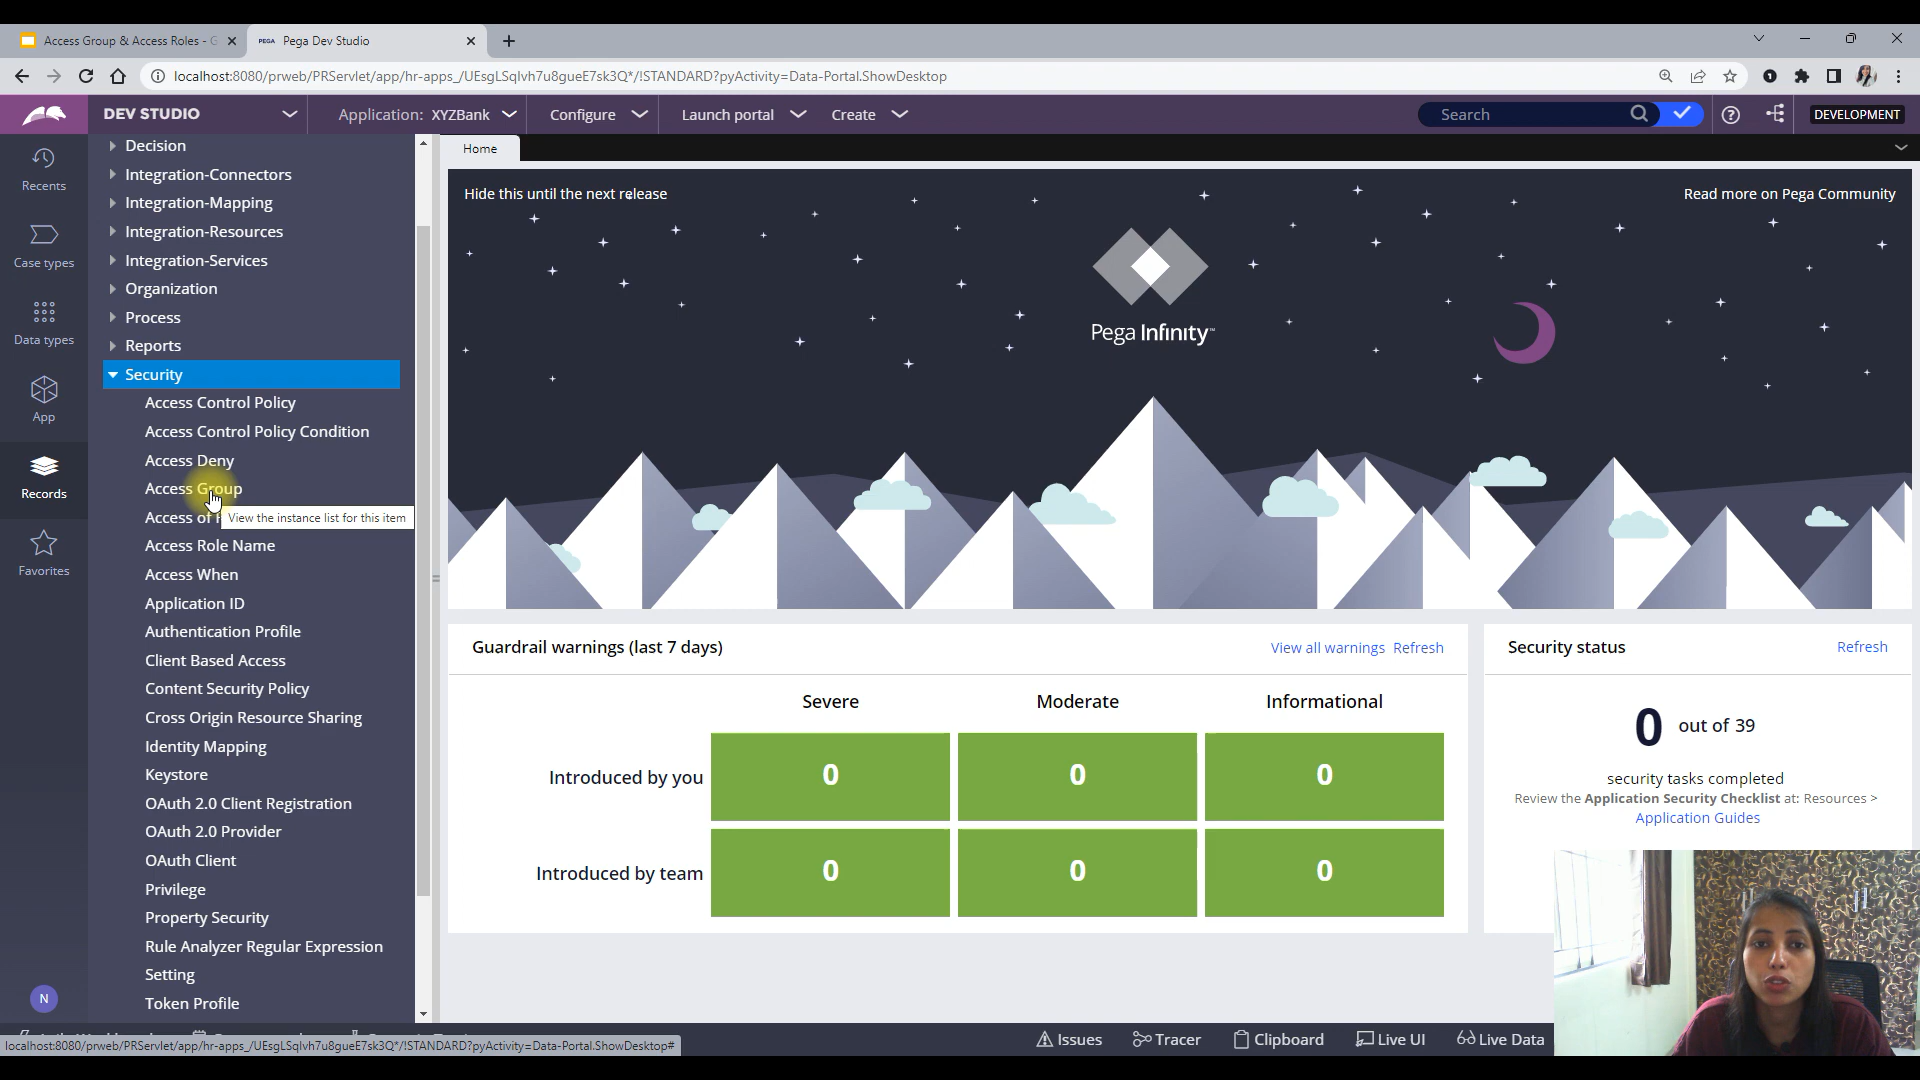 Access Group & Access Roles - G
PEGA Pega Dev Studio
localhost:8080/prweb/PRServlet/app/hr-apps_/UEsgLSqlvh7u8gueE7sk3Q*/!STANDARD?pyActivity=Data-Portal.ShowDesktop
DEV STUDIO
Application: XYZBank
Configure
Launch portal
Create
Search
DEVELOPMENT
Recents
Case types
Data types
App
Records
Favorites
N
Decision
Integration-Connectors
Integration-Mapping
Integration-Resources
Integration-Services
Organization
Process
Reports
Security
Access Control Policy
Access Control Policy Condition
Access Deny
Access Group
Access of
View the instance list for this item
Access Role Name
Access When
Application ID
Authentication Profile
Client Based Access
Content Security Policy
Cross Origin Resource Sharing
Identity Mapping
Keystore
OAuth 2.0 Client Registration
OAuth 2.0 Provider
OAuth Client
Privilege
Property Security
Rule Analyzer Regular Expression
Setting
Token Profile
Home
Hide this until the next release
Read more on Pega Community
Pega Infinity™
Guardrail warnings (last 7 days)
View all warnings Refresh
Severe Moderate Informational
Introduced by you 0 0 0
Introduced by team 0 0 0
Security status
Refresh
0 out of 39
security tasks completed
Review the Application Security Checklist at: Resources >
Application Guides
Issues
Tracer
Clipboard
Live UI
Live Data
localhost:8080/prweb/PRServlet/app/hr-apps_/UEsgLSqlvh7u8gueE7sk3Q*/!STANDARD?pyActivity=Data-Portal.ShowDesktop#